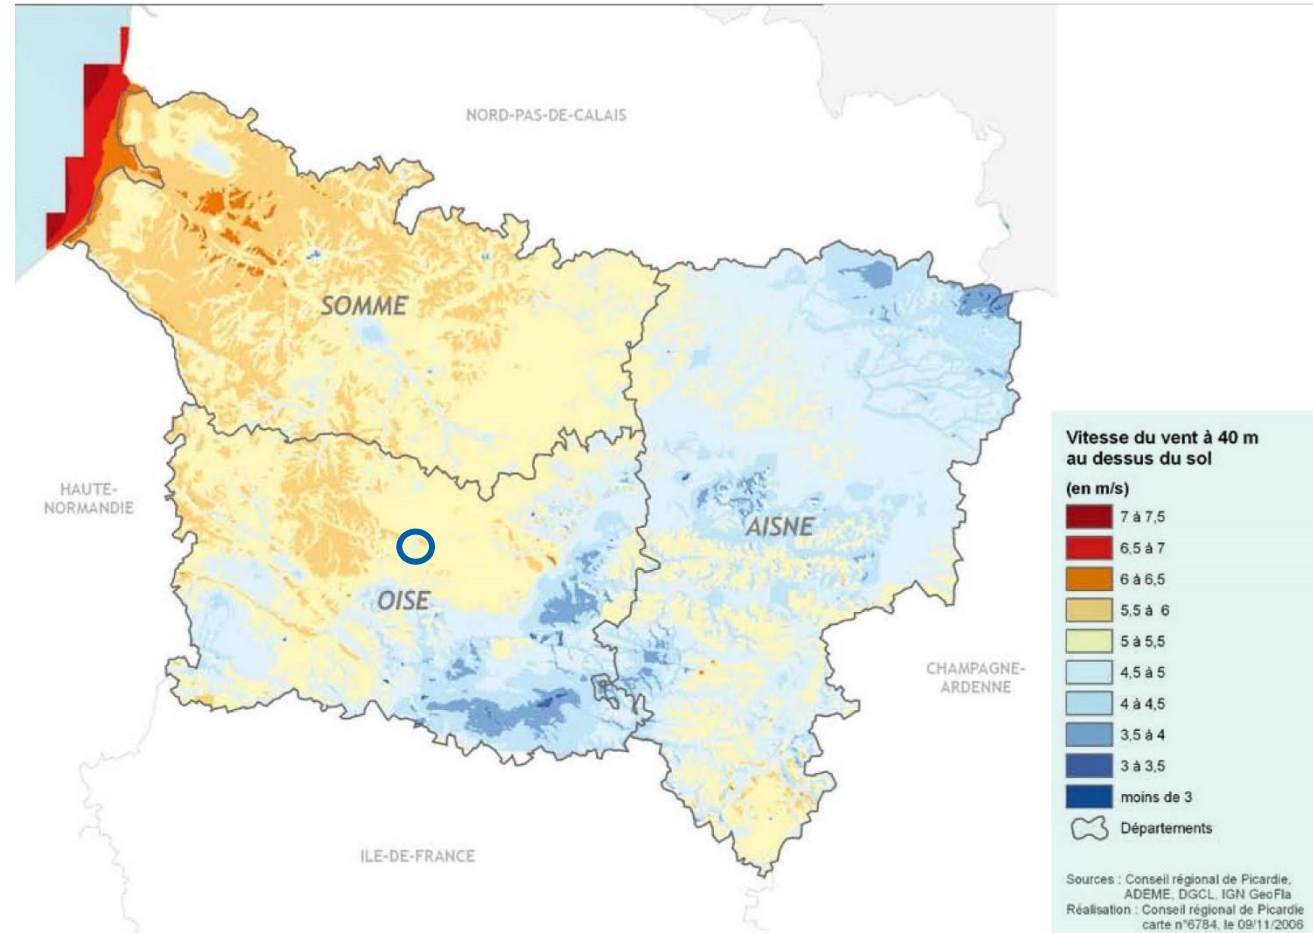 NORD-PAS-DE-CALAIS
SOMME
HAUTE-
NORMANDIE
AISNE
OISE
CHAMPAGNE-
ARDENNE
ILE-DE-FRANCE
Vitesse du vent à 40 m
au dessus du sol
(en m/s)
7 à 7,5
6,5 à 7
6 à 6,5
5,5 à 6
5 à 5,5
4,5 à 5
4 à 4,5
3,5 à 4
3 à 3,5
moins de 3
Départements
Sources : Conseil régional de Picardie,
ADEME, DGCL, IGN GeoFla
Réalisation : Conseil régional de Picardie
carte n°6784, le 09/11/2006